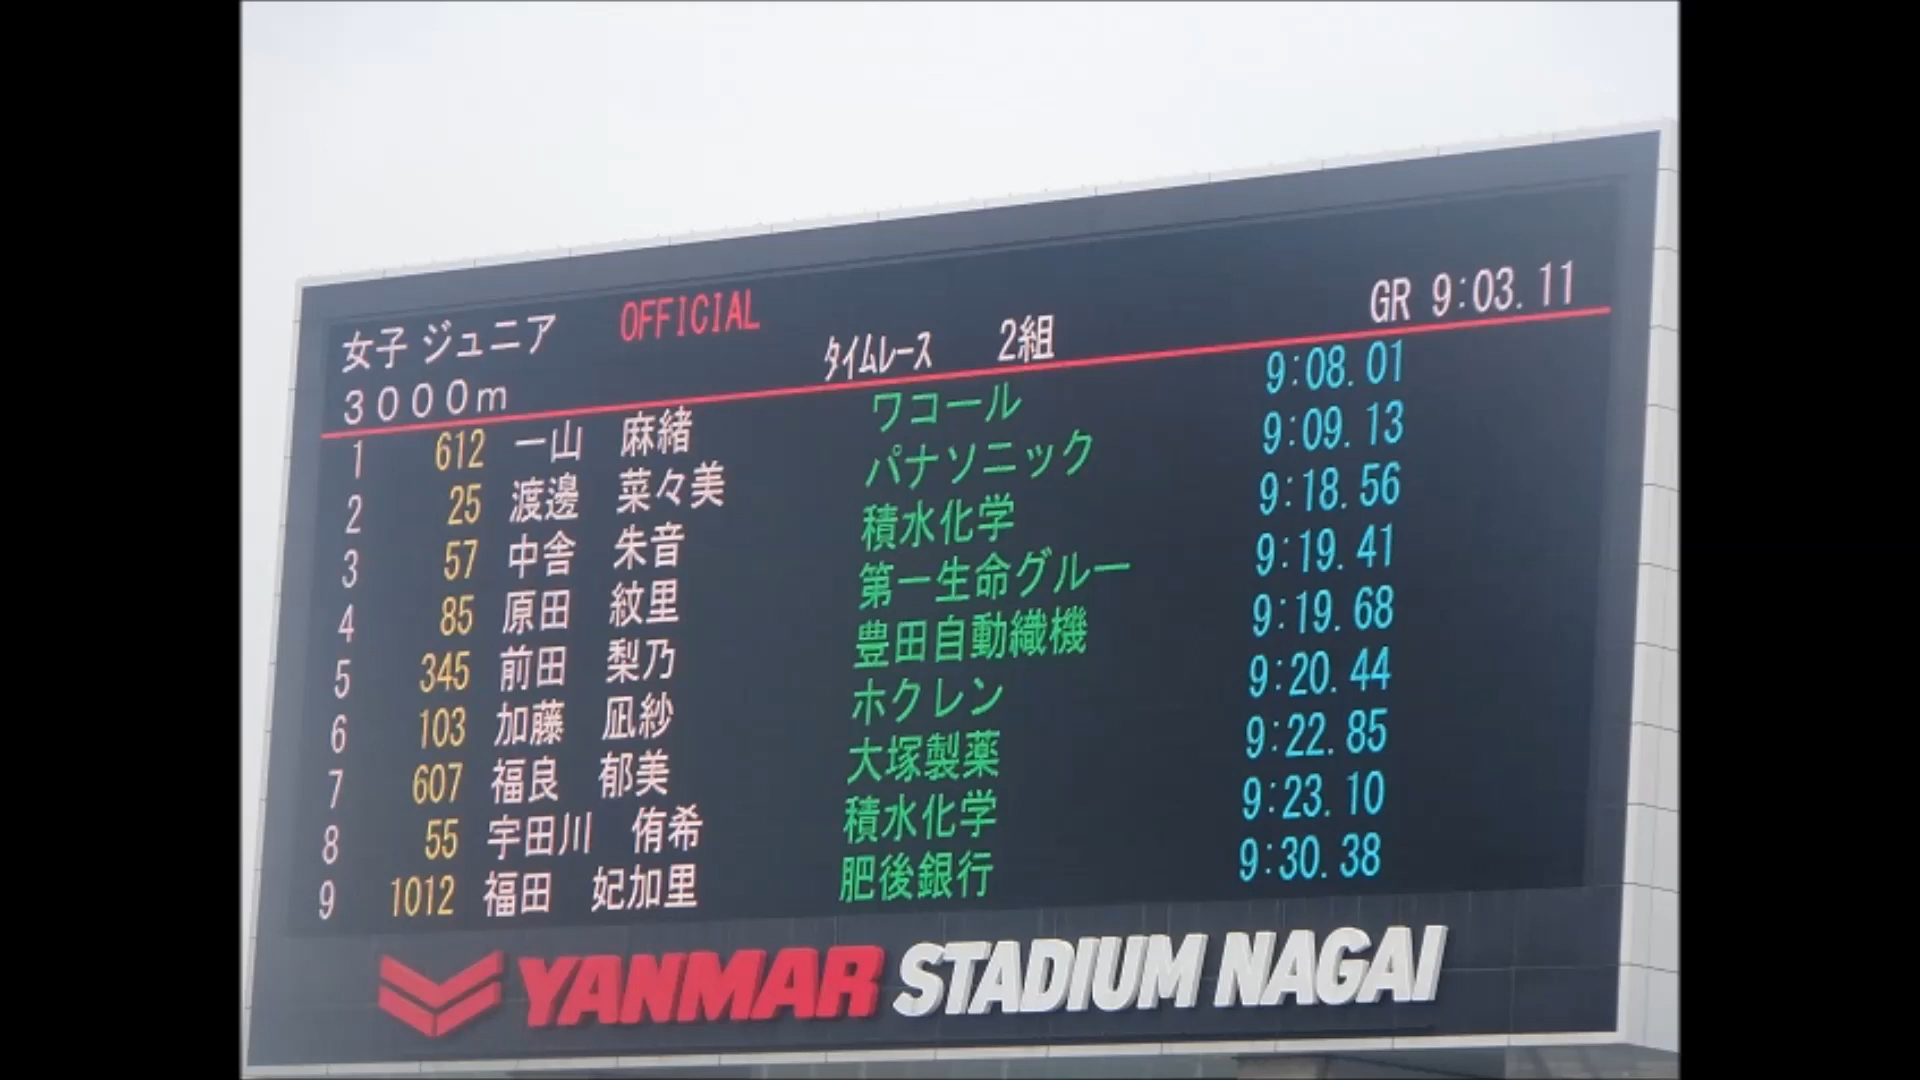 女子 ジュニア OFFICIAL
3000m タイムレース 2組 GR 9:03.11
1 612 一山 麻緒 ワコール 9:08.01
2 25 渡邊 菜々美 パナソニック 9:09.13
3 57 中舎 朱音 積水化学 9:18.56
4 85 原田 紋里 第一生命グルー 9:19.41
5 345 前田 梨乃 豊田自動織機 9:19.68
6 103 加藤 凪紗 ホクレン 9:20.44
7 607 福良 郁美 大塚製薬 9:22.85
8 55 宇田川 侑希 積水化学 9:23.10
9 1012 福田 妃加里 肥後銀行 9:30.38
YANMAR STADIUM NAGAI